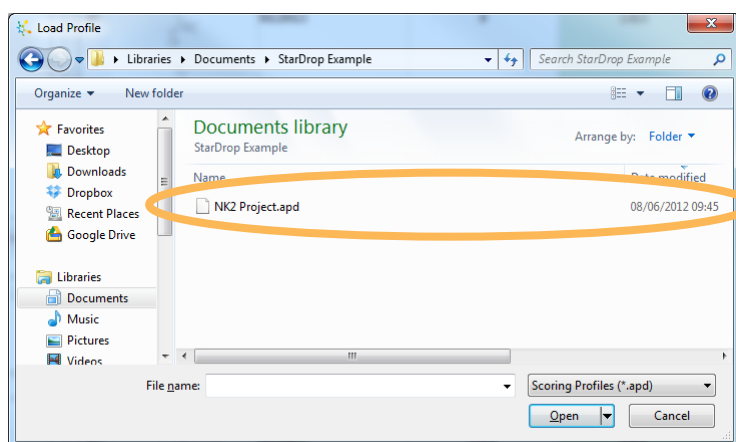 Load Profile
Libraries Documents StarDrop Example
Search StarDrop Example
Organize New folder
Favorites
Desktop
Downloads
Dropbox
Recent Places
Google Drive
Libraries
Documents
Music
Pictures
Videos
Documents library
StarDrop Example
Arrange by: Folder
Name
Date modified
NK2 Project.apd
08/06/2012 09:45
File name:
Scoring Profiles (*.apd)
Open
Cancel